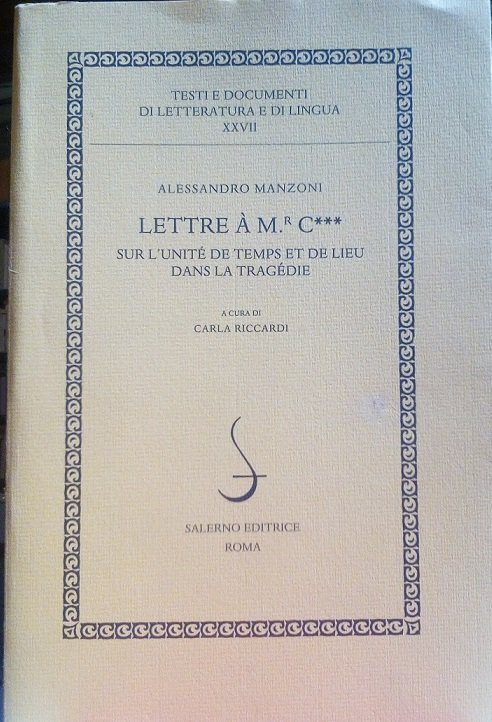 TESTI E DOCUMENTI
DI LETTERATURA E DI LINGUA
XXVII
ALESSANDRO MANZONI
LETTRE À M.R C***
SUR L'UNITÉ DE TEMPS ET DE LIEU
DANS LA TRAGÉDIE
A CURA DI
CARLA RICCARDI
SALERNO EDITRICE
ROMA